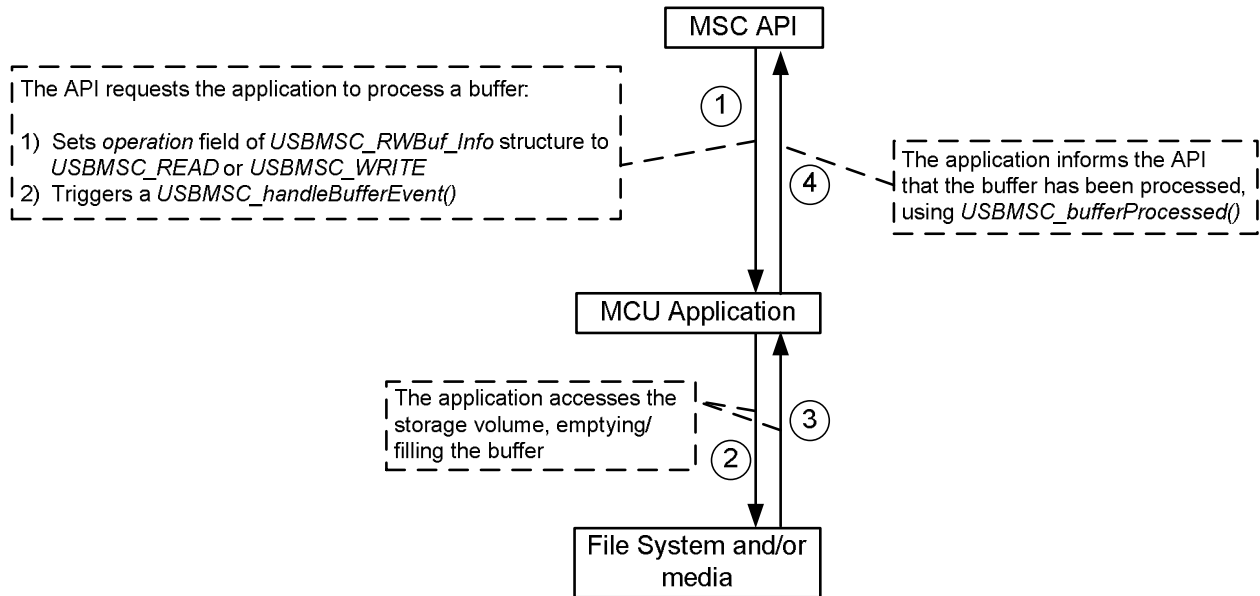 MSC API
The API requests the application to process a buffer:
1) Sets operation field of USBMSC_RWBuf_Info structure to
USBMSC_READ or USBMSC_WRITE
2) Triggers a USBMSC_handleBufferEvent()
1
4
The application informs the API
that the buffer has been processed,
using USBMSC_bufferProcessed()
MCU Application
The application accesses the
storage volume, emptying/
filling the buffer
3
2
File System and/or
media